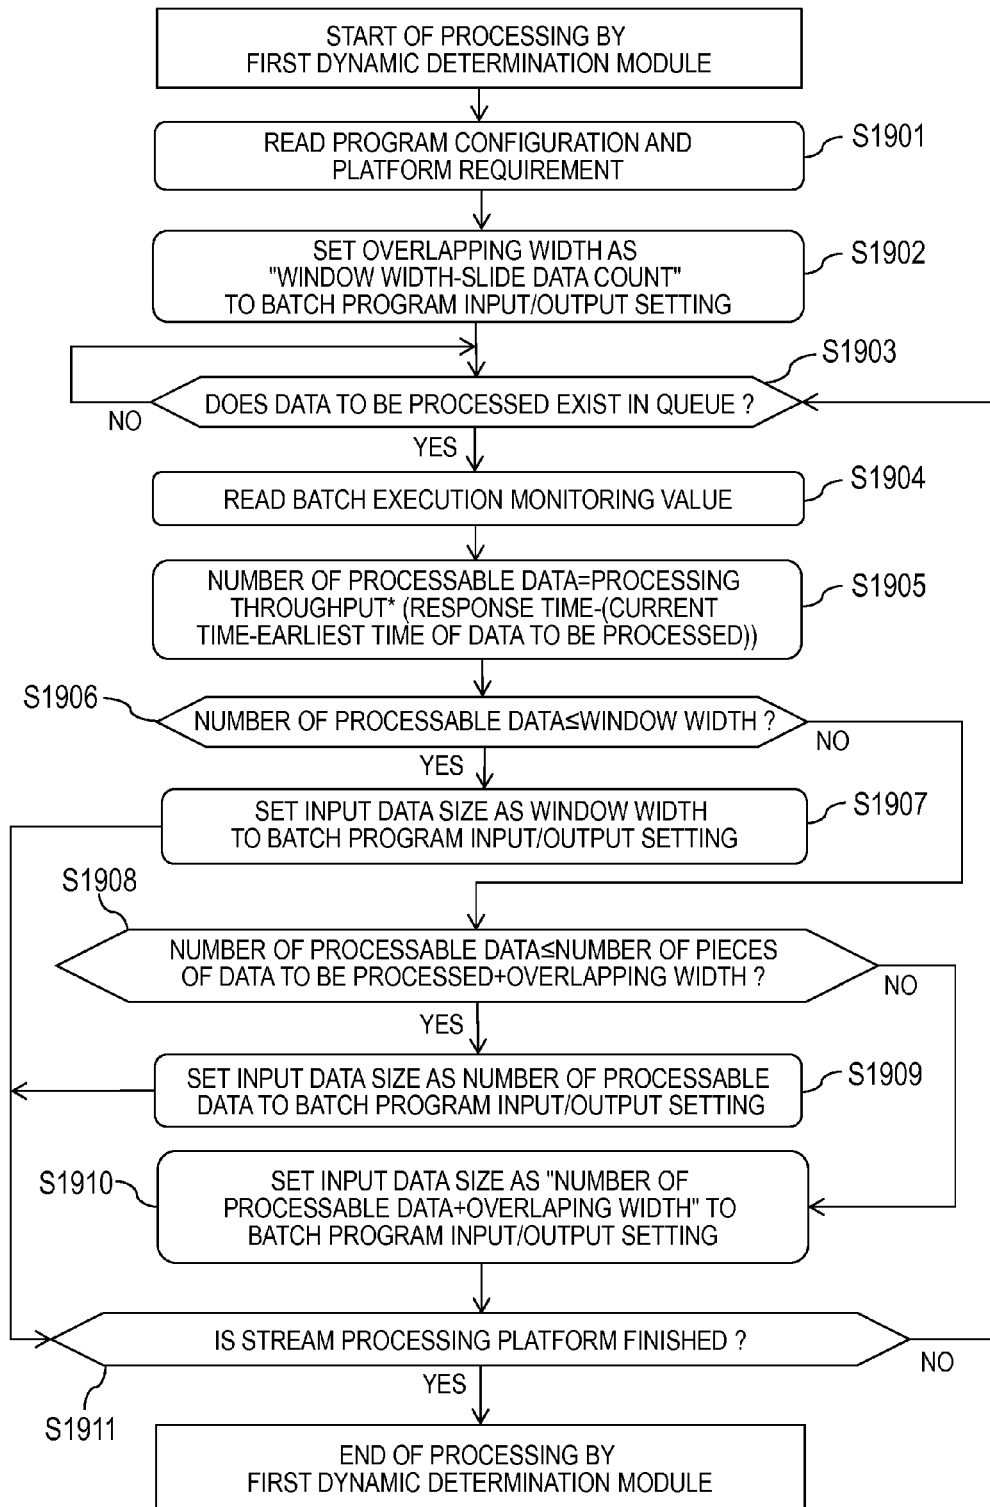 START OF PROCESSING BY
FIRST DYNAMIC DETERMINATION MODULE
READ PROGRAM CONFIGURATION AND
PLATFORM REQUIREMENT
S1901
SET OVERLAPPING WIDTH AS
"WINDOW WIDTH-SLIDE DATA COUNT"
TO BATCH PROGRAM INPUT/OUTPUT SETTING
S1902
S1903
DOES DATA TO BE PROCESSED EXIST IN QUEUE ?
NO
YES
READ BATCH EXECUTION MONITORING VALUE
S1904
NUMBER OF PROCESSABLE DATA=PROCESSING
THROUGHPUT* (RESPONSE TIME-(CURRENT
TIME-EARLIEST TIME OF DATA TO BE PROCESSED))
S1905
S1906
NUMBER OF PROCESSABLE DATA≤WINDOW WIDTH ?
NO
YES
SET INPUT DATA SIZE AS WINDOW WIDTH
TO BATCH PROGRAM INPUT/OUTPUT SETTING
S1907
S1908
NUMBER OF PROCESSABLE DATA≤NUMBER OF PIECES
OF DATA TO BE PROCESSED+OVERLAPPING WIDTH ?
NO
YES
SET INPUT DATA SIZE AS NUMBER OF PROCESSABLE
DATA TO BATCH PROGRAM INPUT/OUTPUT SETTING
S1909
S1910
SET INPUT DATA SIZE AS "NUMBER OF
PROCESSABLE DATA+OVERLAPING WIDTH" TO
BATCH PROGRAM INPUT/OUTPUT SETTING
IS STREAM PROCESSING PLATFORM FINISHED ?
NO
YES
S1911
END OF PROCESSING BY
FIRST DYNAMIC DETERMINATION MODULE